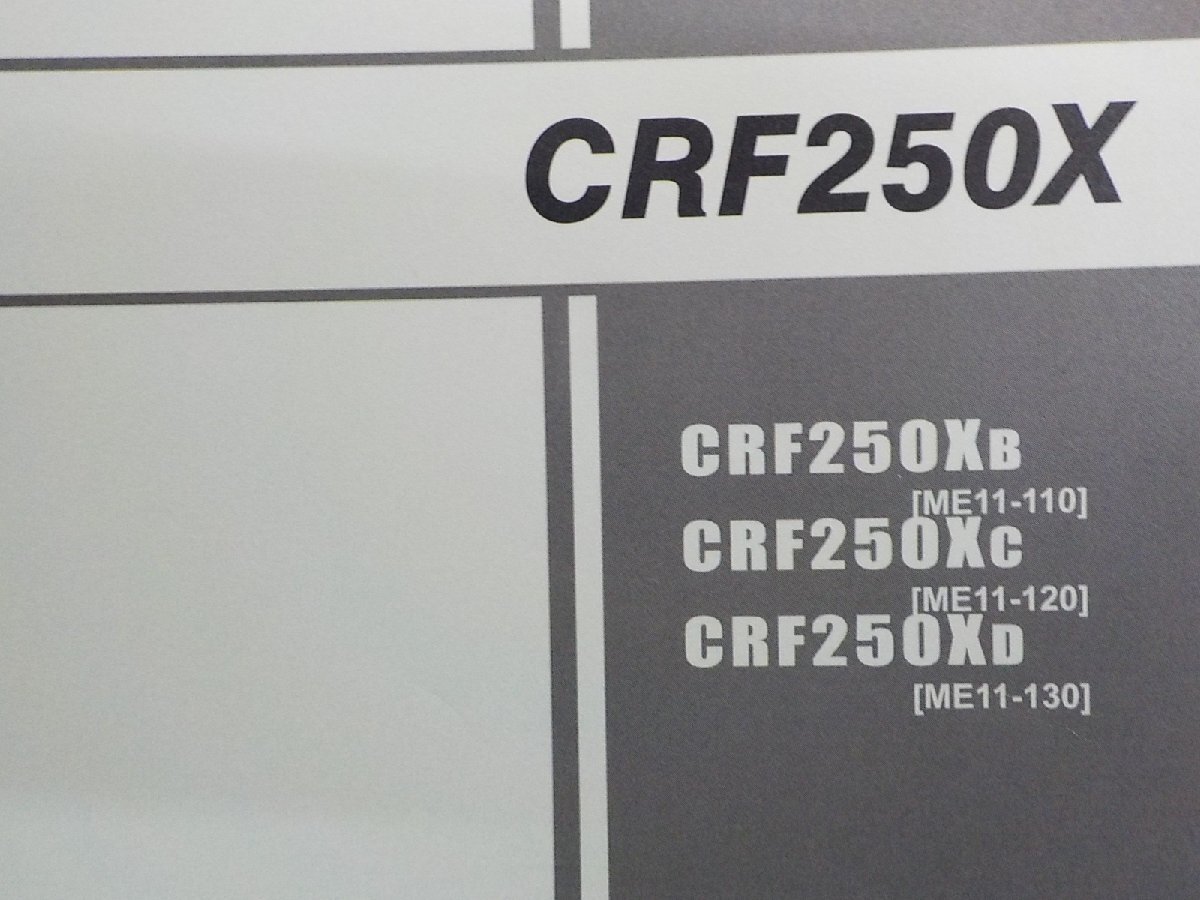 CRF250X
CRF250XB
[ME11-110]
CRF250XC
[ME11-120]
CRF250XD
[ME11-130]